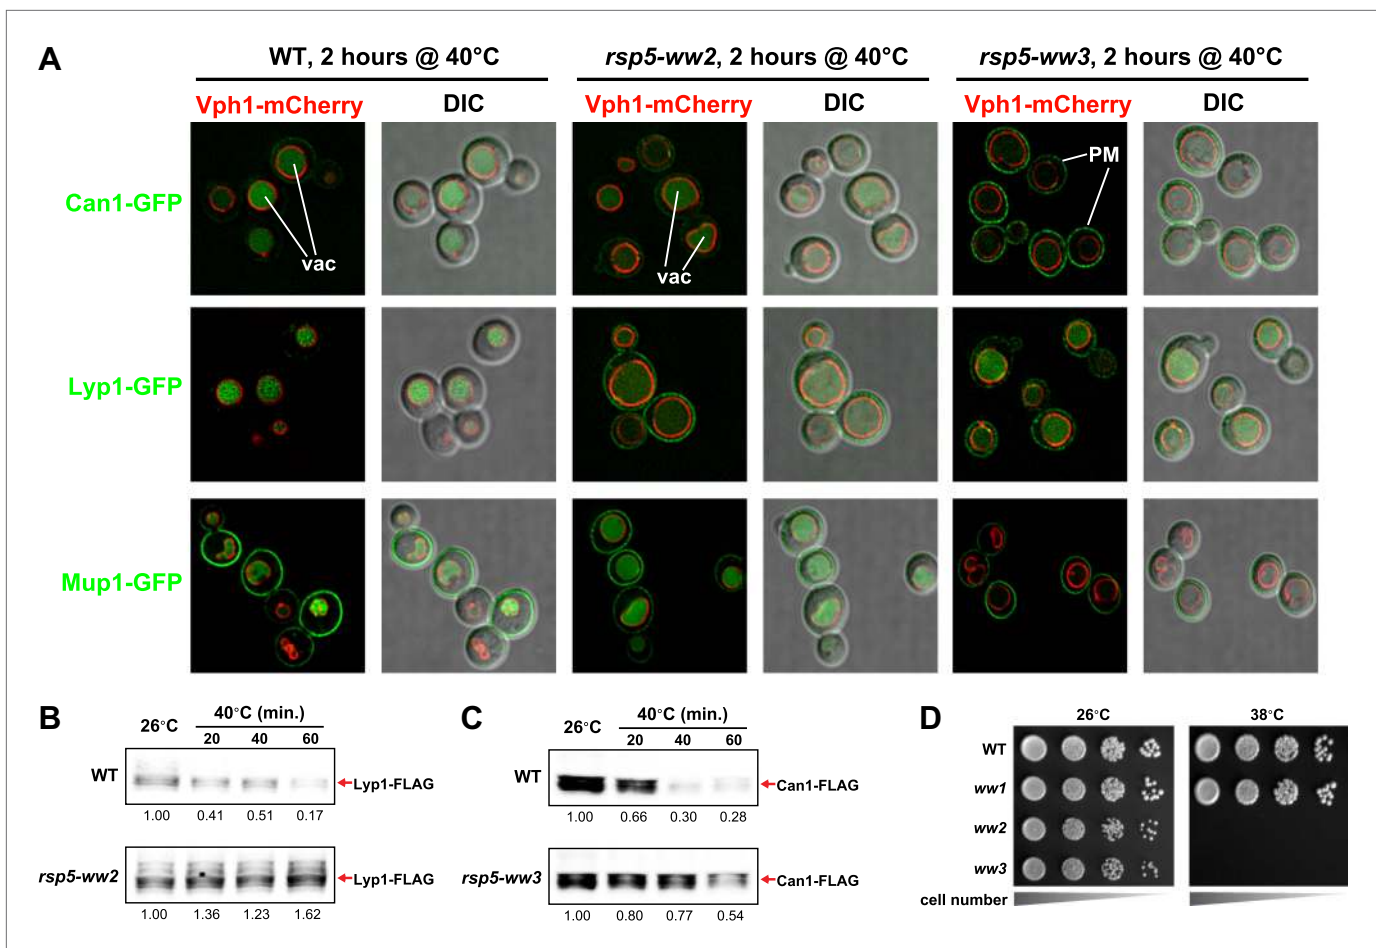 A
WT, 2 hours @ 40°C
rsp5-ww2, 2 hours @ 40°C
rsp5-ww3, 2 hours @ 40°C
Vph1-mCherry
DIC
Vph1-mCherry
DIC
Vph1-mCherry
DIC
Can1-GFP
vac
vac
PM
Lyp1-GFP
Mup1-GFP
B
26°C
40°C (min.)
20 40 60
WT
Lyp1-FLAG
1.00 0.41 0.51 0.17
rsp5-ww2
Lyp1-FLAG
1.00 1.36 1.23 1.62
C
26°C
40°C (min.)
20 40 60
WT
Can1-FLAG
1.00 0.66 0.30 0.28
rsp5-ww3
Can1-FLAG
1.00 0.80 0.77 0.54
D
26°C
38°C
WT
ww1
ww2
ww3
cell number